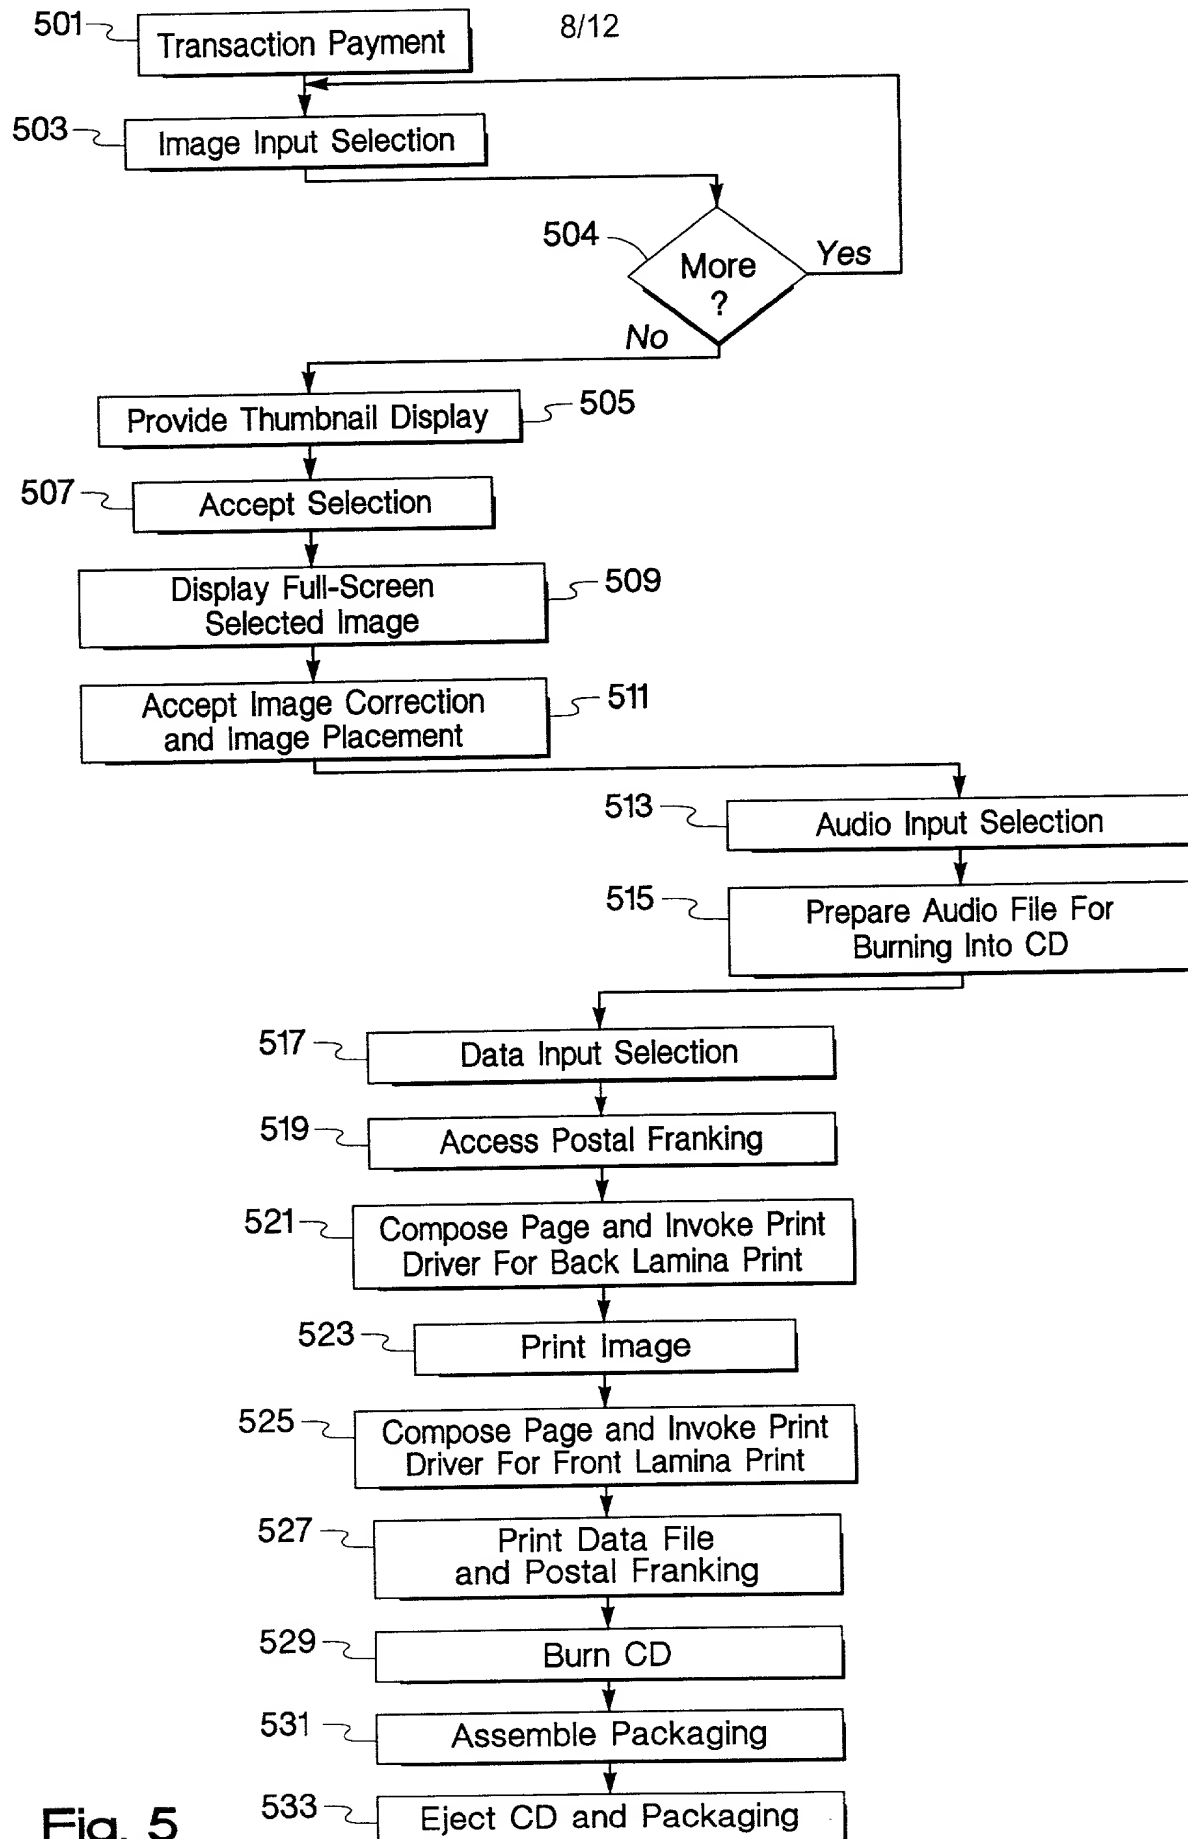 8/12
501
Transaction Payment
503
Image Input Selection
504
More
?
Yes
No
Provide Thumbnail Display
505
507
Accept Selection
Display Full-Screen
Selected Image
509
Accept Image Correction
and Image Placement
511
513
Audio Input Selection
515
Prepare Audio File For
Burning Into CD
517
Data Input Selection
519
Access Postal Franking
521
Compose Page and Invoke Print
Driver For Back Lamina Print
523
Print Image
525
Compose Page and Invoke Print
Driver For Front Lamina Print
527
Print Data File
and Postal Franking
529
Burn CD
531
Assemble Packaging
533
Eject CD and Packaging
Fig. 5